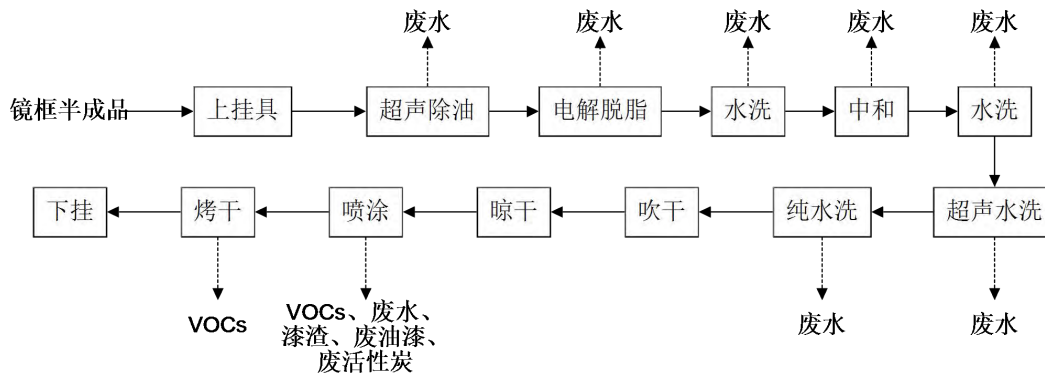 废水
废水
废水
废水
废水
镜框半成品
上挂具
超声除油
电解脱脂
水洗
中和
水洗
下挂
烤干
喷涂
晾干
吹干
纯水洗
超声水洗
VOCs
VOCs、废水、
漆渣、废油漆、
废活性炭
废水
废水